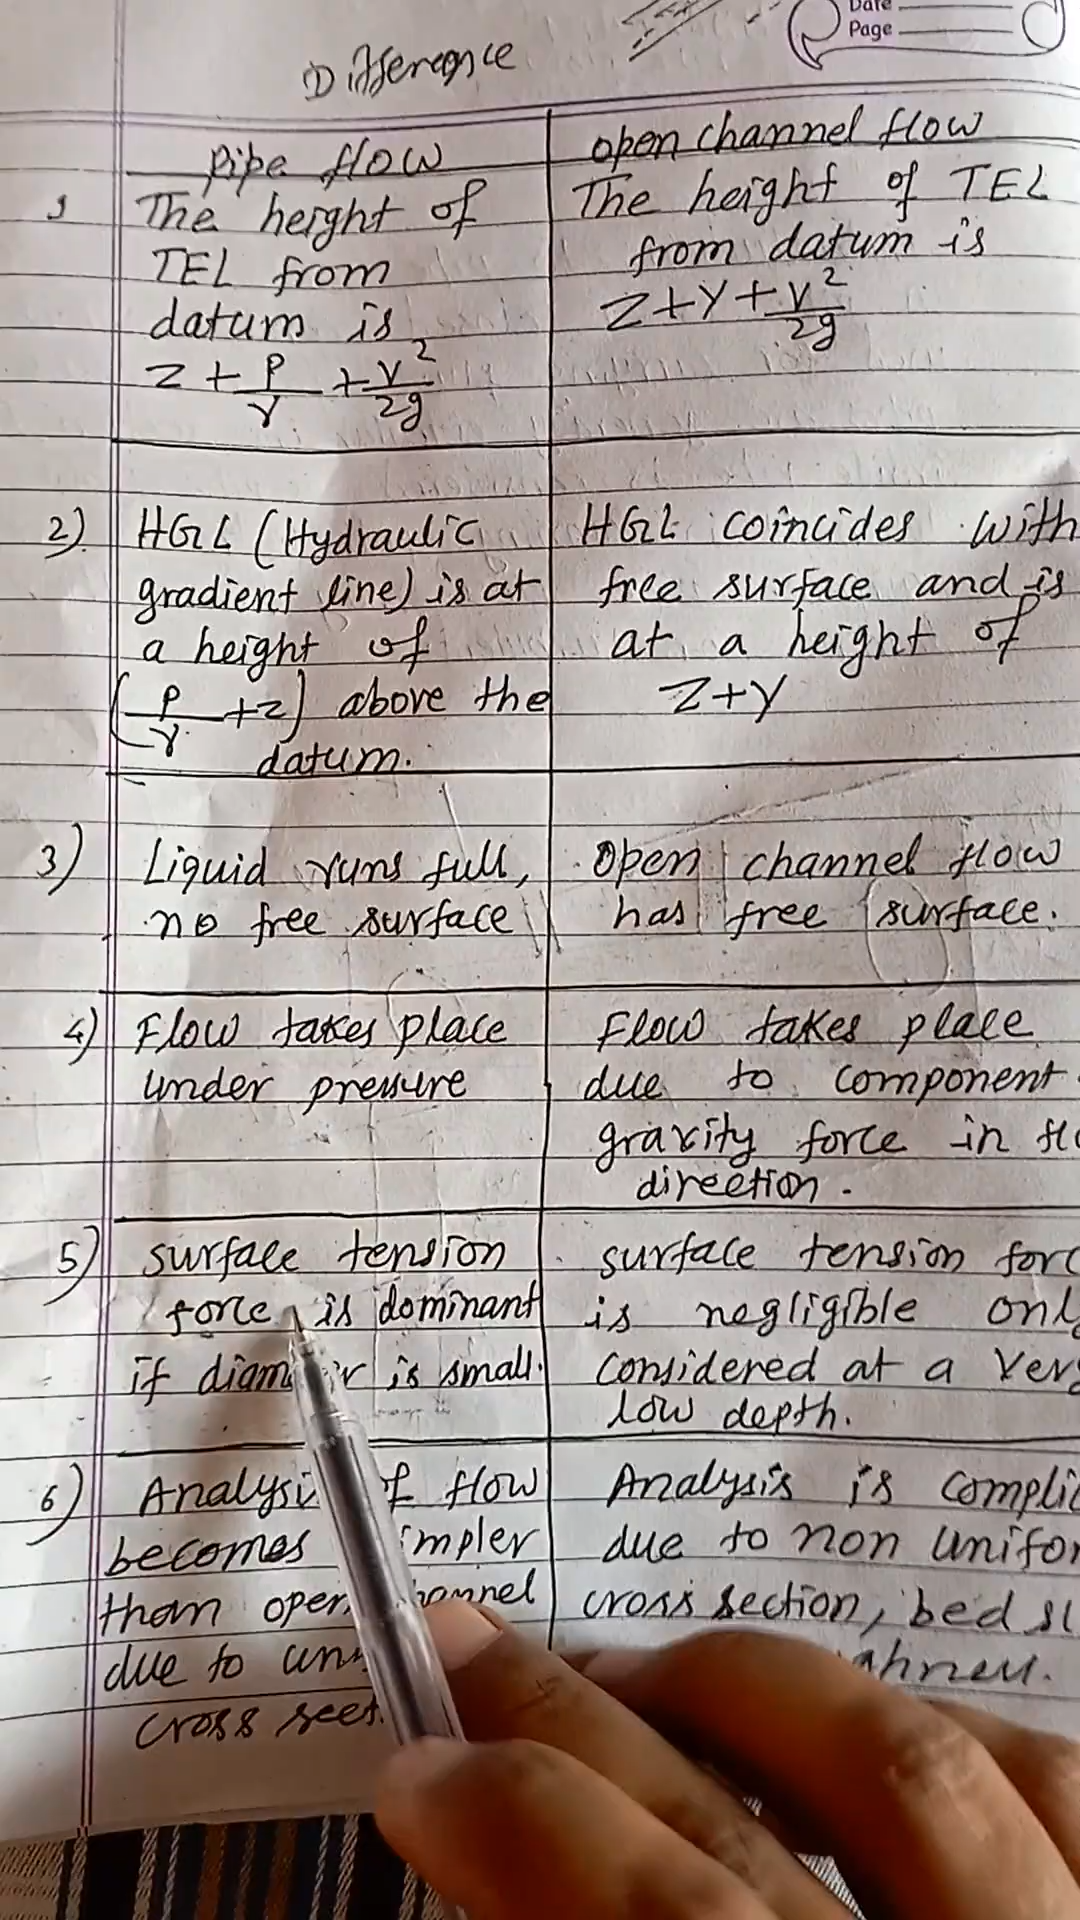 Date
Page
Difference
pipe flow
open channel flow
1
The height of
TEL from
datum is
z + P/γ + v²/2g
The height of TEL
from datum is
Z+Y+v²/2g
2)
HGL (Hydraulic
gradient line) is at
a height of
(P/γ +z) above the
datum.
HGL coincides with
free surface and is
at a height of
Z+Y
3)
Liquid runs full,
no free surface
Open channel flow
has free surface.
4)
Flow takes place
under pressure
Flow takes place
due to component
gravity force in
direction.
5)
surface tension
force is dominant
if is small.
surface tension
is negligible
considered at a
low depth.
6)
of flow
becomes
than open
due to
cross
Analysis is
due to non
cross section, bed